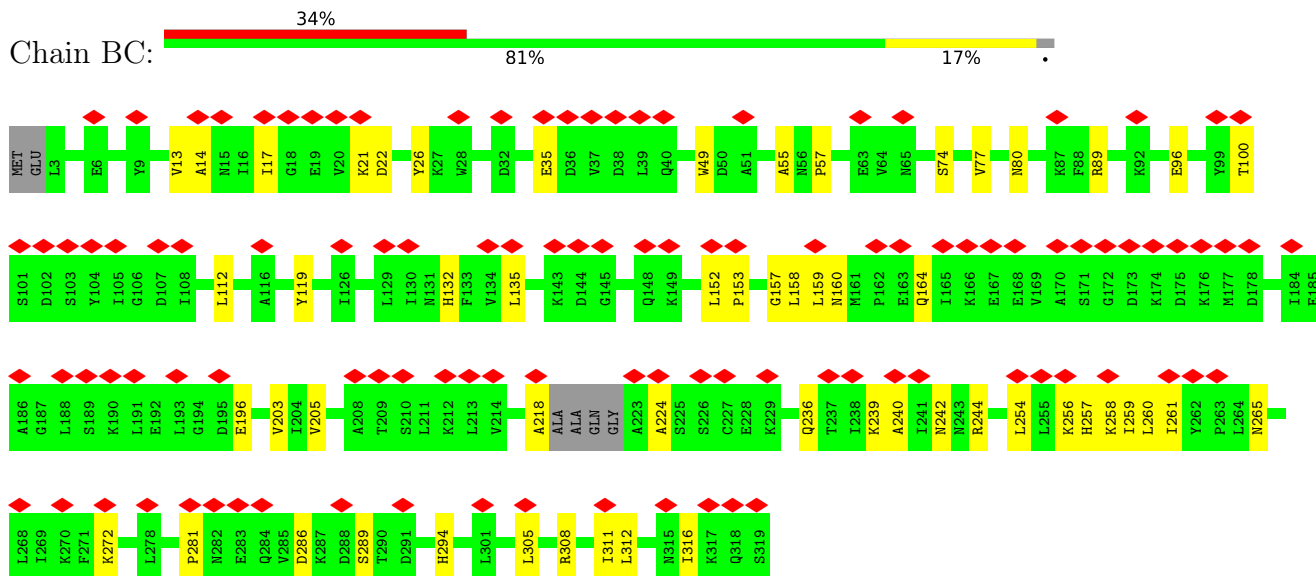 34%
Chain BC:
81% 17% •
MET GLU L3 E6 Y9 V13 A14 N15 I16 I17 G18 E19 V20 K21 D22 Y26 K27 W28 D32 E35 D36 V37 D38 L39 Q40 W49 D50 A51 A55 N56 P57 E63 V64 N65 S74 V77 N80 K87 F88 R89 K92 E96 Y99 T100
S101 D102 S103 Y104 I105 G106 D107 I108 L112 A116 Y119 I126 L129 I130 N131 H132 F133 V134 L135 K143 D144 G145 Q148 K149 L152 P153 G157 L158 L159 N160 M161 P162 E163 Q164 I165 K166 E167 E168 V169 A170 S171 G172 D173 K174 D175 K176 M177 D178 I184 E185
A186 G187 L188 S189 K190 L191 E192 L193 G194 D195 E196 V203 I204 V205 A208 T209 S210 L211 K212 L213 V214 A218 ALA ALA GLN GLY A223 A224 S225 S226 C227 E228 K229 Q236 T237 I238 K239 A240 I241 N242 N243 R244 L254 L255 K256 H257 K258 I259 L260 I261 Y262 P263 L264 N265
L268 I269 K270 F271 K272 L278 P281 N282 E283 Q284 V285 D286 K287 D288 S289 T290 D291 H294 L301 L305 R308 I311 L312 N315 I316 K317 Q318 S319